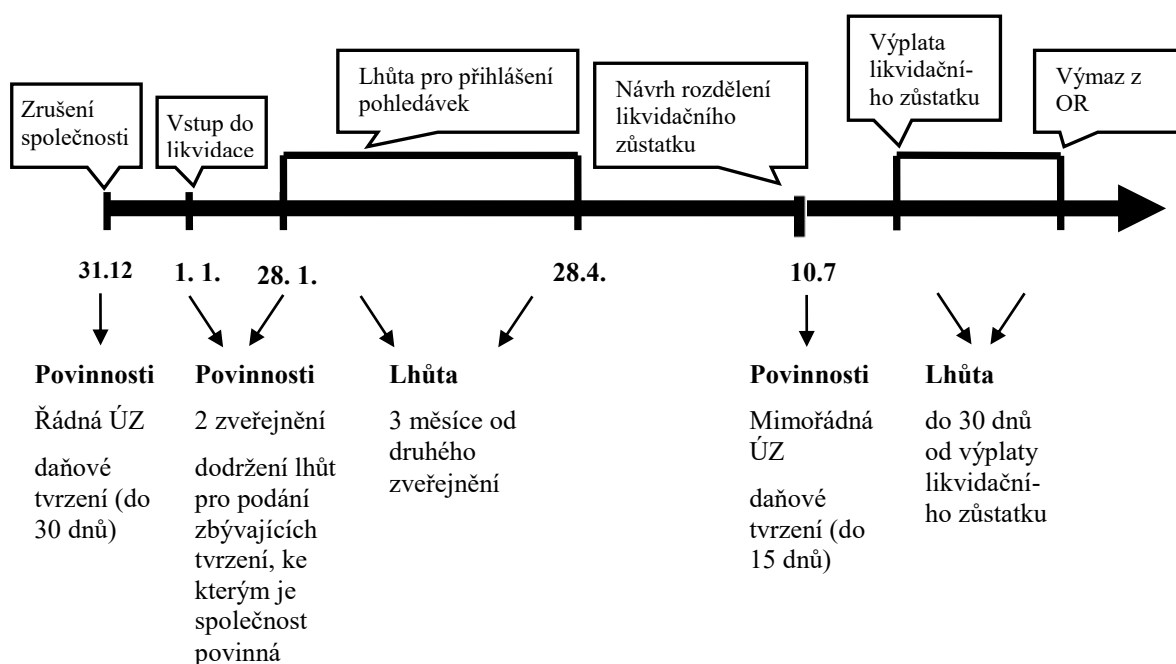 Zrušení
společnosti
Vstup do
likvidace
Lhůta pro přihlášení
pohledávek
Návrh rozdělení
likvidačního
zůstatku
Výplata
likvidační-
ho zůstatku
Výmaz z
OR
31.12
1. 1.
28. 1.
28.4.
10.7
Povinnosti
Řádná ÚZ
daňové
tvrzení (do
30 dnů)
Povinnosti
2 zveřejnění
dodržení lhůt
pro podání
zbývajících
tvrzení, ke
kterým je
společnost
povinná
Lhůta
3 měsíce od
druhého
zveřejnění
Povinnosti
Mimořádná
ÚZ
daňové
tvrzení (do
15 dnů)
Lhůta
do 30 dnů
od výplaty
likvidační-
ho zůstatku